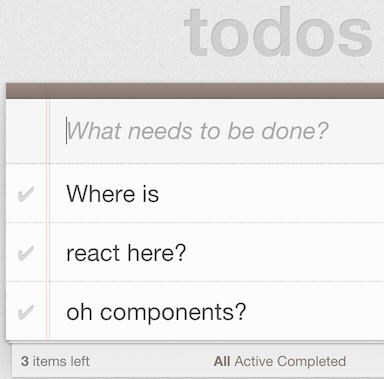 todos
What needs to be done?
Where is
react here?
oh components?
3 items left All Active Completed